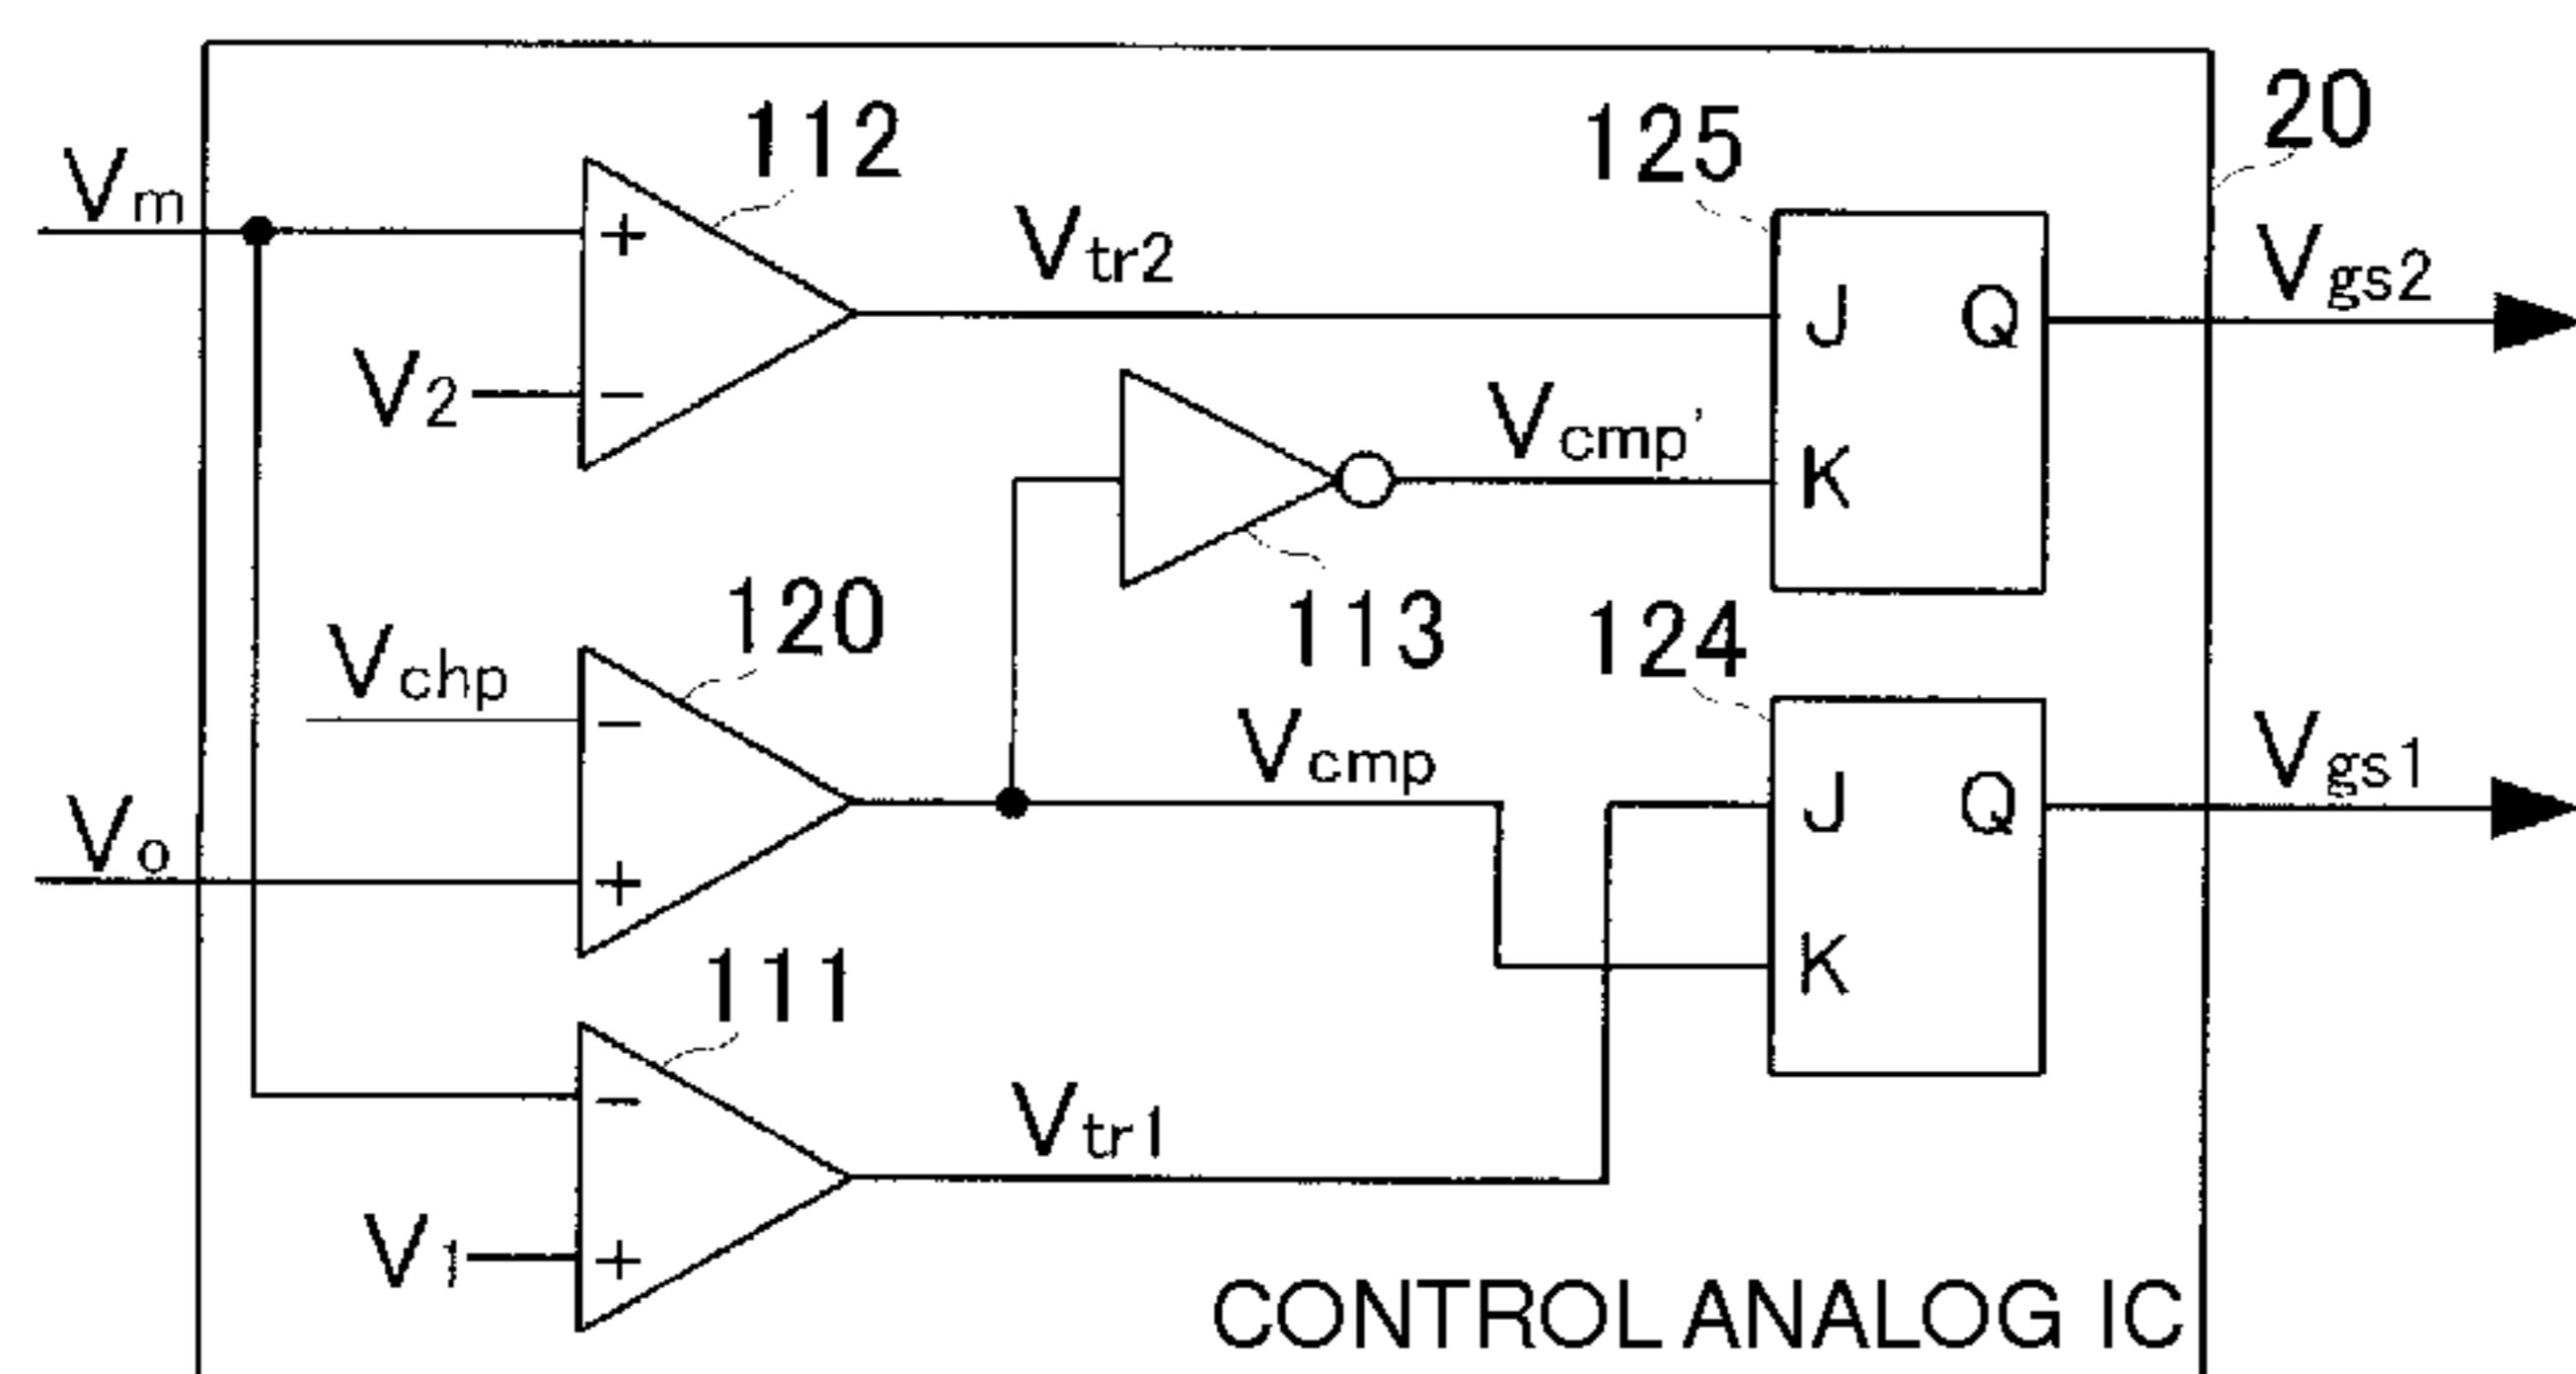 112
125
20
Vm
+
Vtr2
Vgs2
J Q
V2
−
Vcmp'
K
120
113
124
Vchp
−
Vcmp
Vgs1
J Q
Vo
+
K
111
−
Vtr1
V1
+
CONTROL ANALOG IC